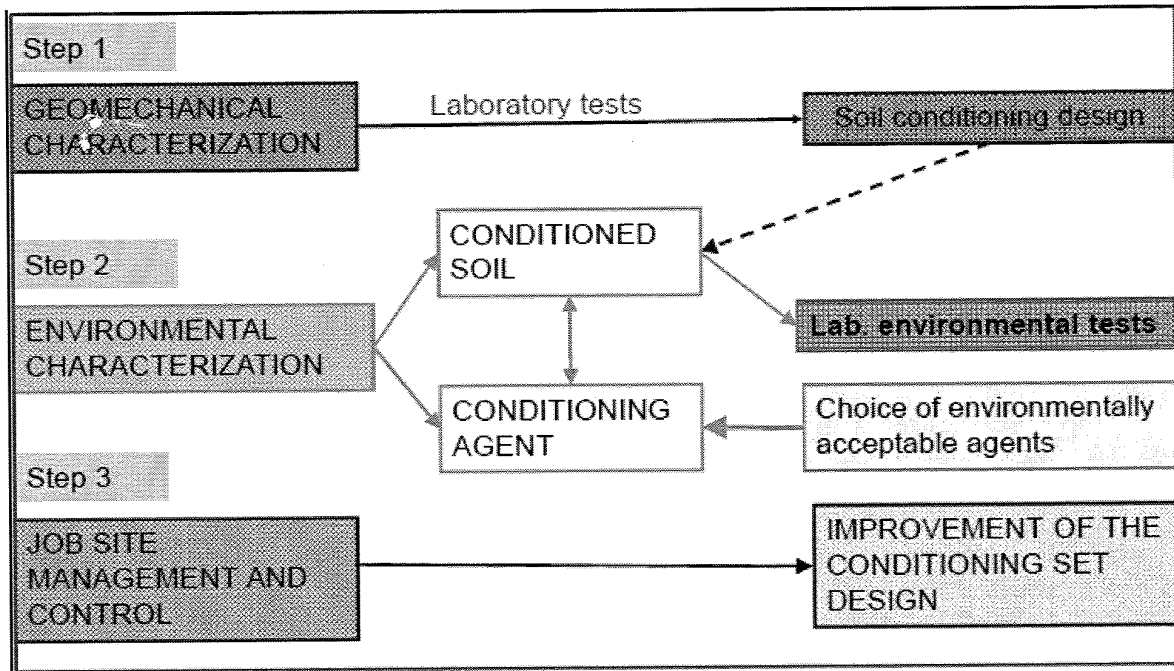 Step 1
GEOMECHANICAL
CHARACTERIZATION
Laboratory tests
Soil conditioning design
Step 2
CONDITIONED
SOIL
ENVIRONMENTAL
CHARACTERIZATION
Lab. environmental tests
CONDITIONING
AGENT
Choice of environmentally
acceptable agents
Step 3
JOB SITE
MANAGEMENT AND
CONTROL
IMPROVEMENT OF THE
CONDITIONING SET
DESIGN